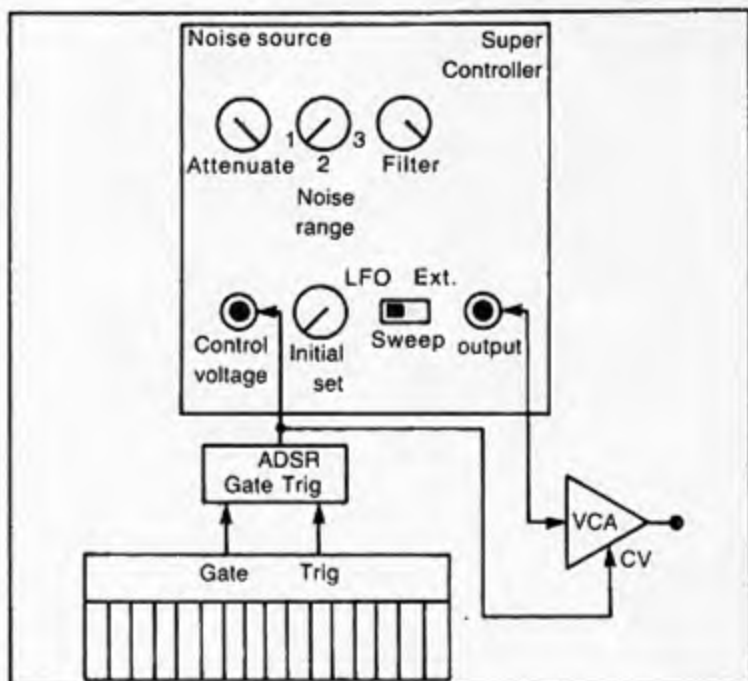 Noise source
Super
Controller
1
3
Attenuate
2
Filter
Noise
range
LFO
Ext.
Control
voltage
Initial
set
Sweep
output
ADSR
Gate Trig
VCA
CV
Gate
Trig